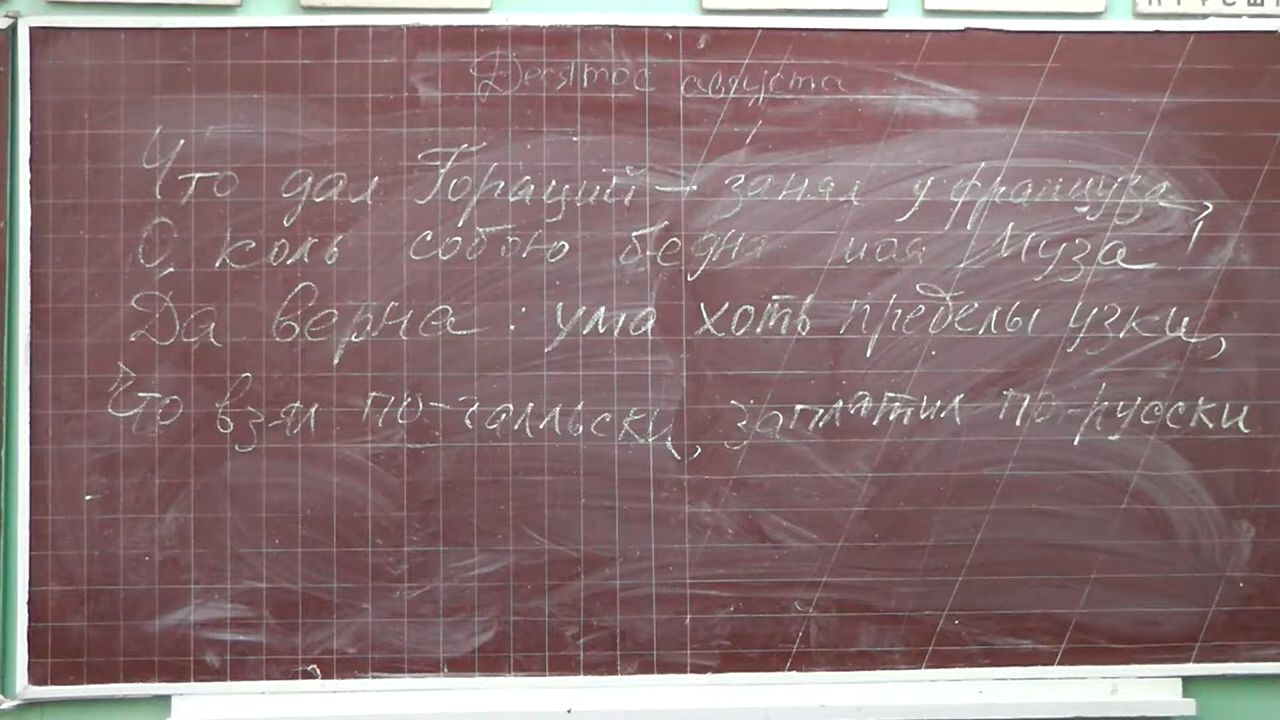 Десятое августа
Что дал Гораций – занял у француза,
О коль собою бедна моя Муза!
Да верна: ума хоть пределы узки,
Что взял по-галльски, заплатил по-русски